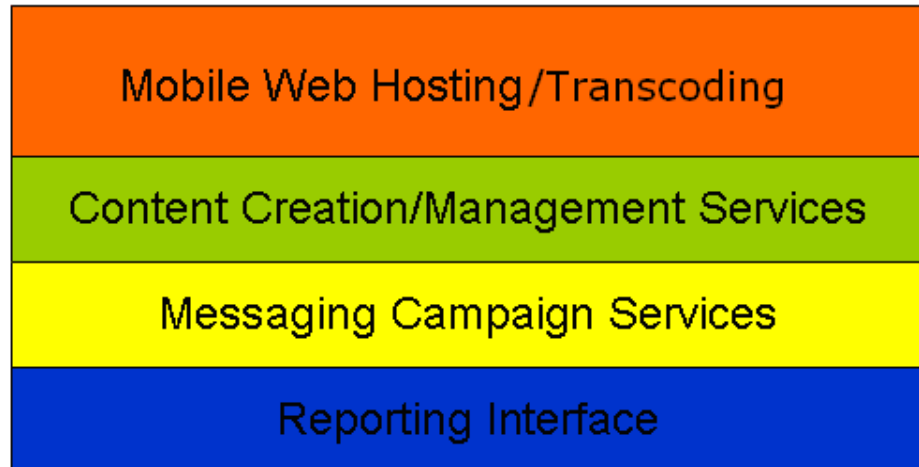 Mobile Web Hosting/Transcoding
Content Creation/Management Services
Messaging Campaign Services
Reporting Interface